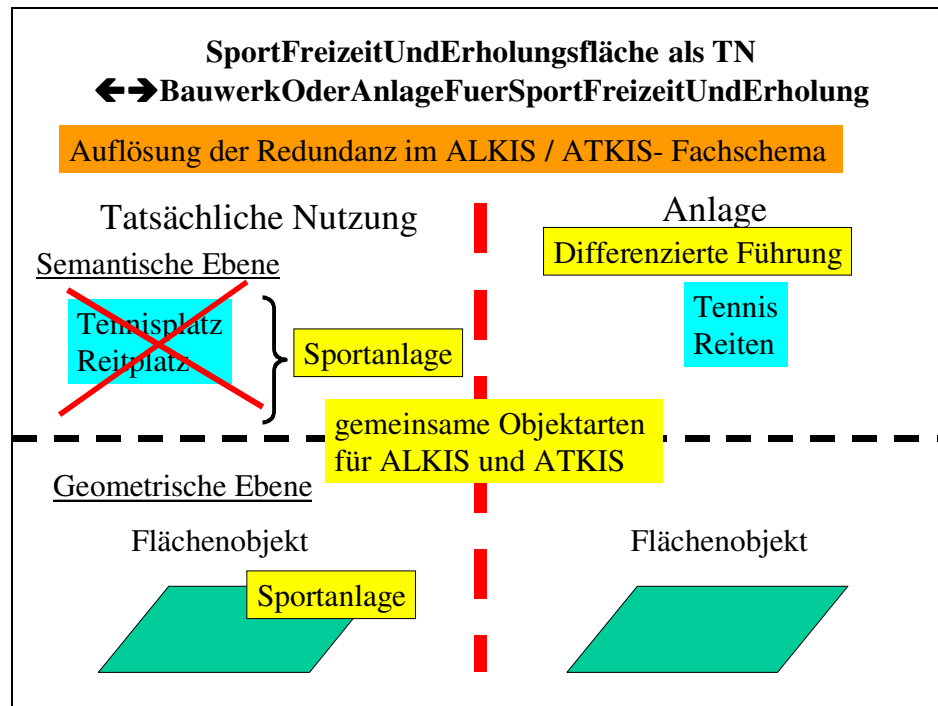 SportFreizeitUndErholungsfläche als TN
🡸🡺BauwerkOderAnlageFuerSportFreizeitUndErholung
Auflösung der Redundanz im ALKIS / ATKIS- Fachschema
Tatsächliche Nutzung
Semantische Ebene
Tennisplatz
Reitplatz
Sportanlage
Anlage
Differenzierte Führung
Tennis
Reiten
gemeinsame Objektarten
für ALKIS und ATKIS
Geometrische Ebene
Flächenobjekt
Sportanlage
Flächenobjekt